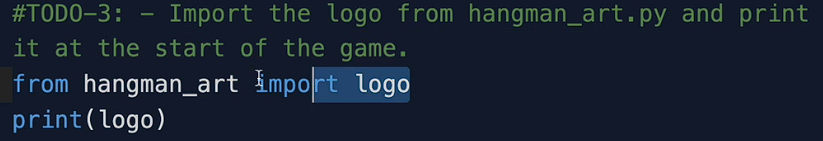 #TODO-3: - Import the logo from hangman_art.py and print
it at the start of the game.
from hangman_art import logo
print(logo)